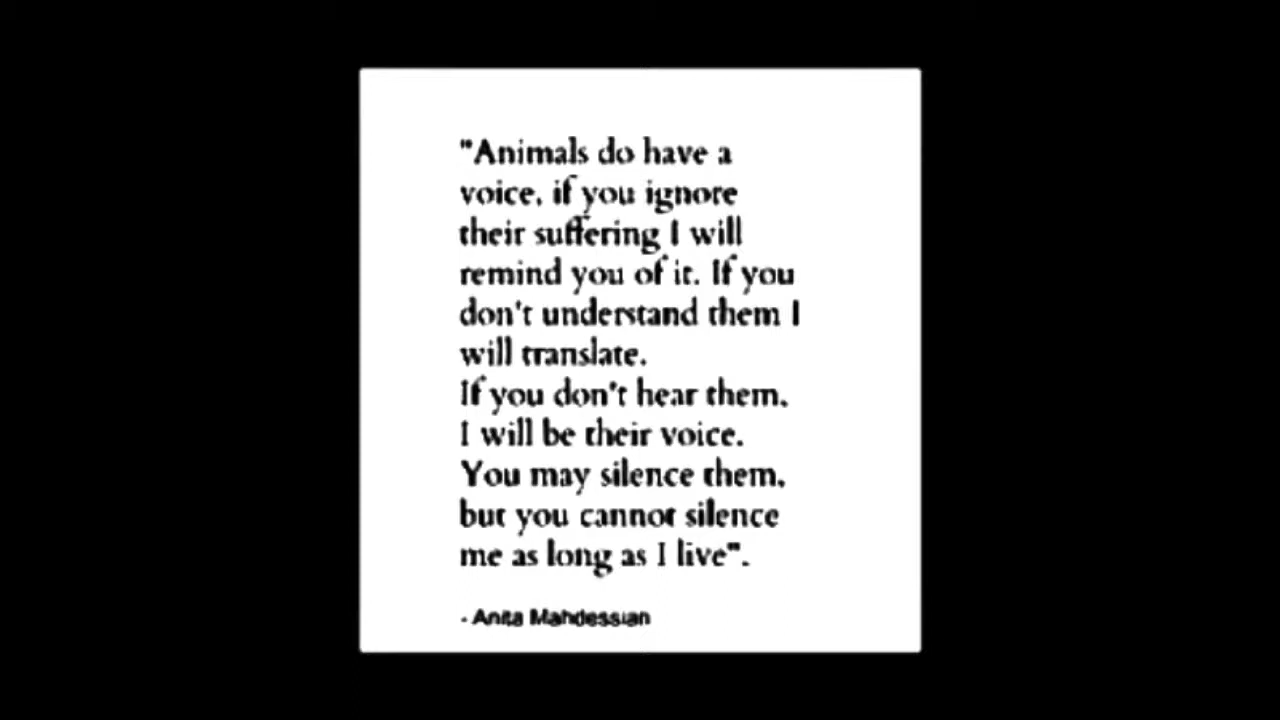 "Animals do have a
voice, if you ignore
their suffering I will
remind you of it. If you
don't understand them I
will translate.
If you don't hear them,
I will be their voice.
You may silence them,
but you cannot silence
me as long as I live".
- Anita Mahdessian